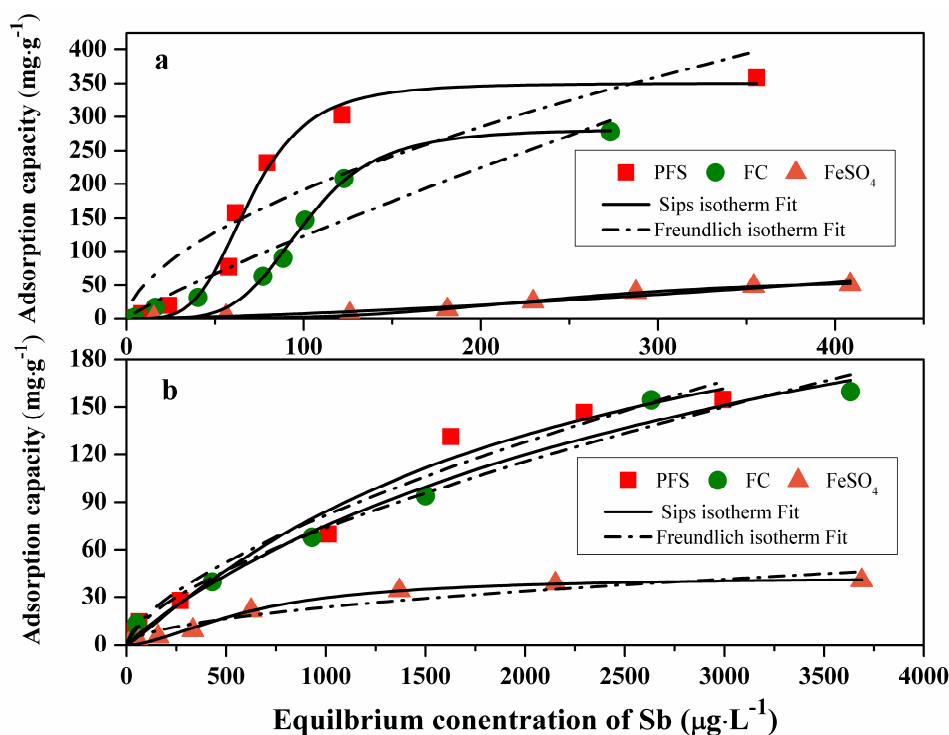 a
Adsorption capacity (mg·g⁻¹)
400
350
300
250
200
150
100
50
0
PFS FC FeSO₄
Sips isotherm Fit
Freundlich isotherm Fit
0 100 200 300 400
b
Adsorption capacity (mg·g⁻¹)
180
150
120
90
60
30
0
PFS FC FeSO₄
Sips isotherm Fit
Freundlich isotherm Fit
0 500 1000 1500 2000 2500 3000 3500 4000
Equilbrium conentration of Sb (μg·L⁻¹)